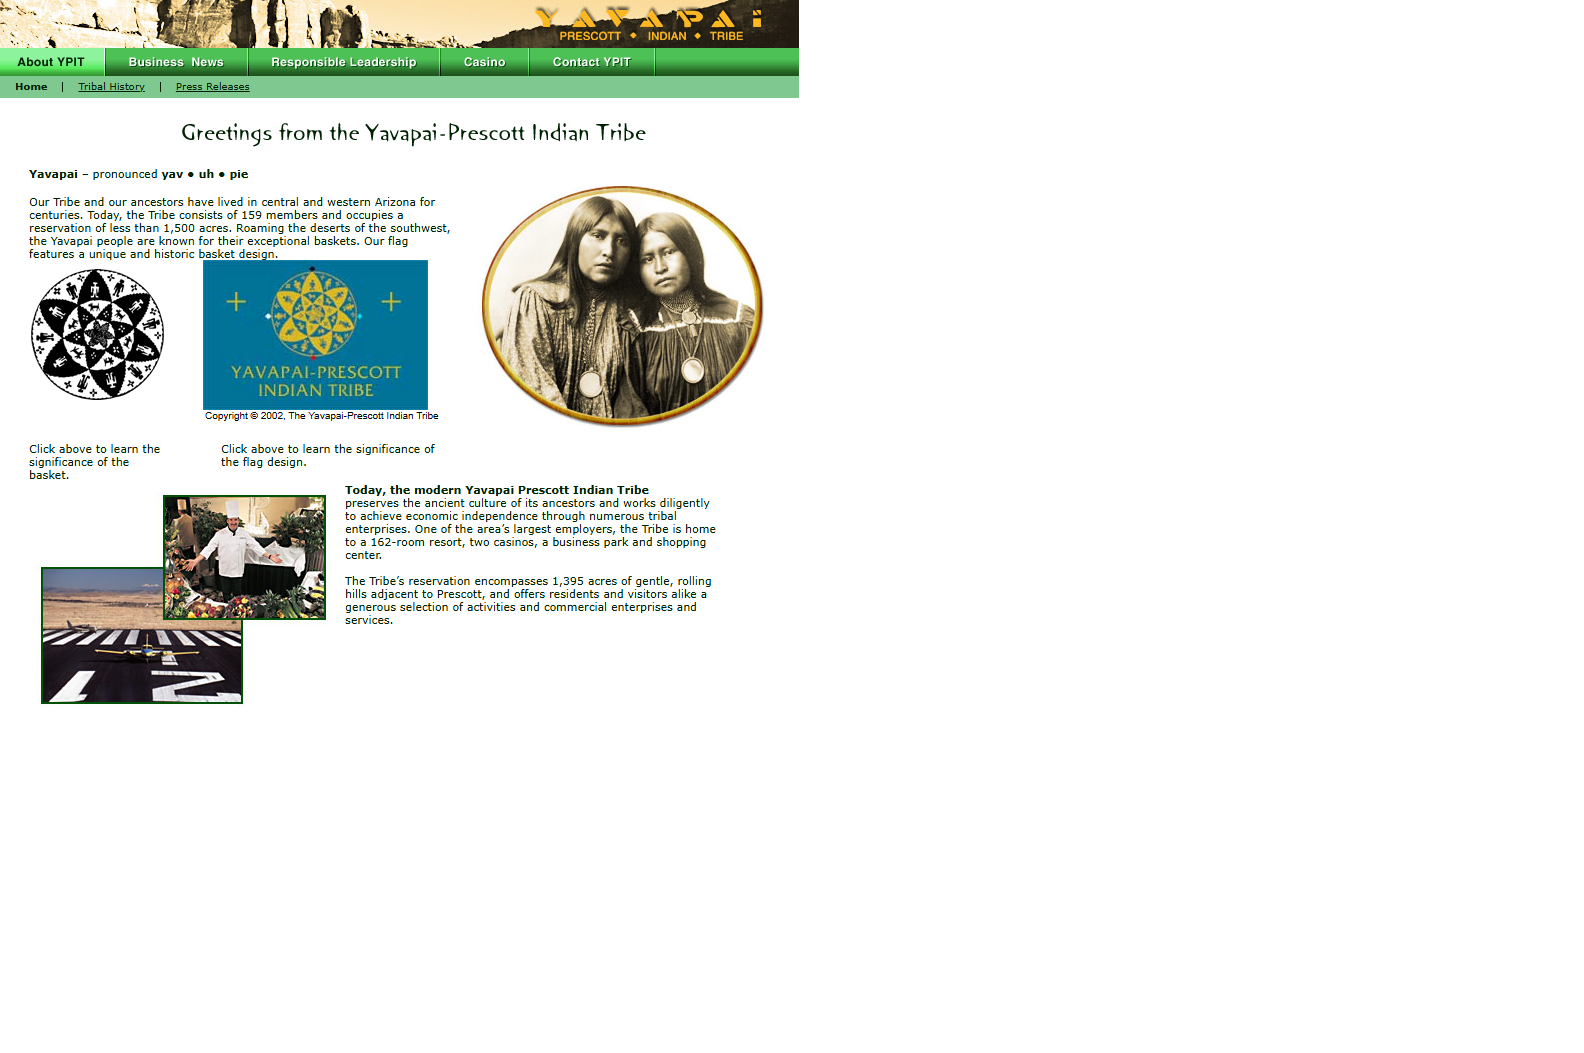 YAVAPAI
PRESCOTT ◆ INDIAN ◆ TRIBE
About YPIT
Business News
Responsible Leadership
Casino
Contact YPIT
Home | Tribal History | Press Releases
Greetings from the Yavapai-Prescott Indian Tribe
Yavapai – pronounced yav ● uh ● pie
Our Tribe and our ancestors have lived in central and western Arizona for
centuries. Today, the Tribe consists of 159 members and occupies a
reservation of less than 1,500 acres. Roaming the deserts of the southwest,
the Yavapai people are known for their exceptional baskets. Our flag
features a unique and historic basket design.
YAVAPAI-PRESCOTT
INDIAN TRIBE
Copyright © 2002, The Yavapai-Prescott Indian Tribe
Click above to learn the
significance of the
basket.
Click above to learn the significance of
the flag design.
Today, the modern Yavapai Prescott Indian Tribe
preserves the ancient culture of its ancestors and works diligently
to achieve economic independence through numerous tribal
enterprises. One of the area’s largest employers, the Tribe is home
to a 162-room resort, two casinos, a business park and shopping
center.
The Tribe’s reservation encompasses 1,395 acres of gentle, rolling
hills adjacent to Prescott, and offers residents and visitors alike a
generous selection of activities and commercial enterprises and
services.
12